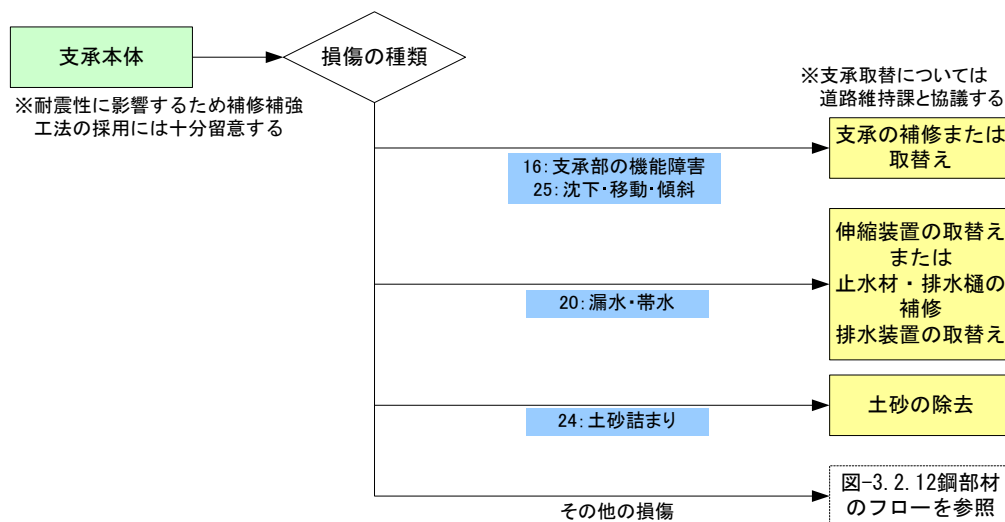 支承本体
損傷の種類
※耐震性に影響するため補修補強
工法の採用には十分留意する
※支承取替については
道路維持課と協議する
16:支承部の機能障害
25:沈下・移動・傾斜
支承の補修または
取替え
20:漏水・帯水
伸縮装置の取替え
または
止水材・排水樋の
補修
排水装置の取替え
24:土砂詰まり
土砂の除去
その他の損傷
図-3.2.12鋼部材
のフローを参照